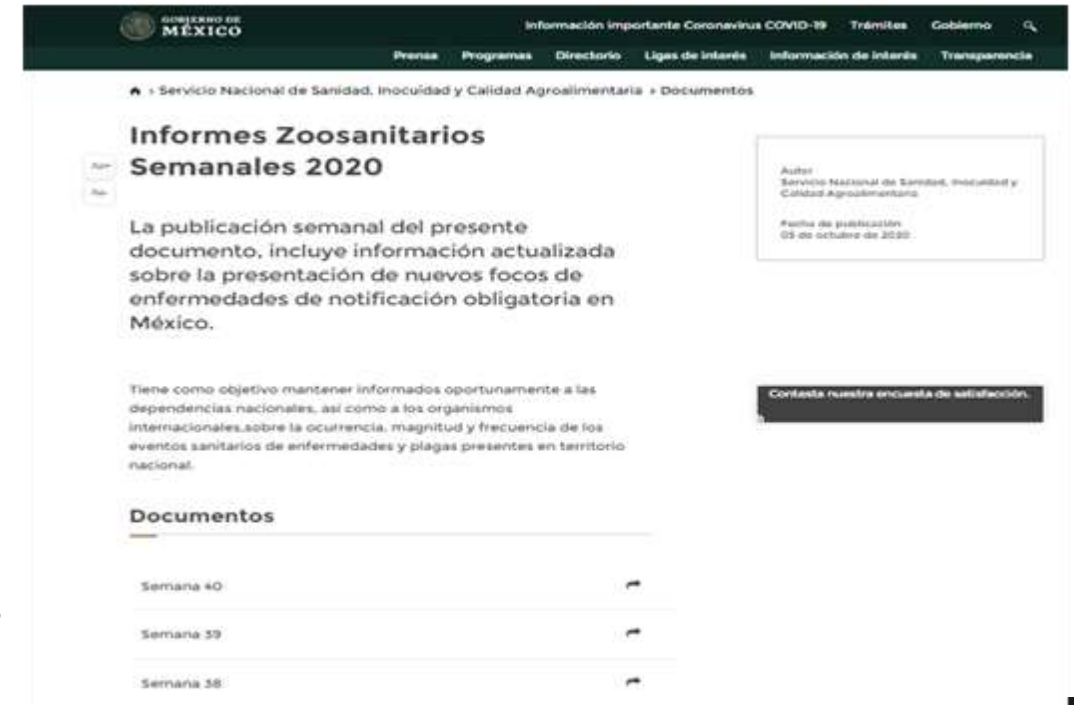 GOBIERNO DE
MÉXICO
Información importante Coronavirus COVID-19 Trámites Gobierno
Prensa Programas Directorio Ligas de interés Información de interés Transparencia
> Servicio Nacional de Sanidad, Inocuidad y Calidad Agroalimentaria > Documentos
Informes Zoosanitarios
Semanales 2020
La publicación semanal del presente
documento, incluye información actualizada
sobre la presentación de nuevos focos de
enfermedades de notificación obligatoria en
México.
Tiene como objetivo mantener informados oportunamente a las
dependencias nacionales, así como a los organismos
internacionales,sobre la ocurrencia, magnitud y frecuencia de los
eventos sanitarios de enfermedades y plagas presentes en territorio
nacional.
Documentos
Semana 40
Semana 39
Semana 38
Autor
Servicio Nacional de Sanidad, Inocuidad y
Calidad Agroalimentaria
Fecha de publicación
05 de octubre de 2020
Contesta nuestra encuesta de satisfacción.